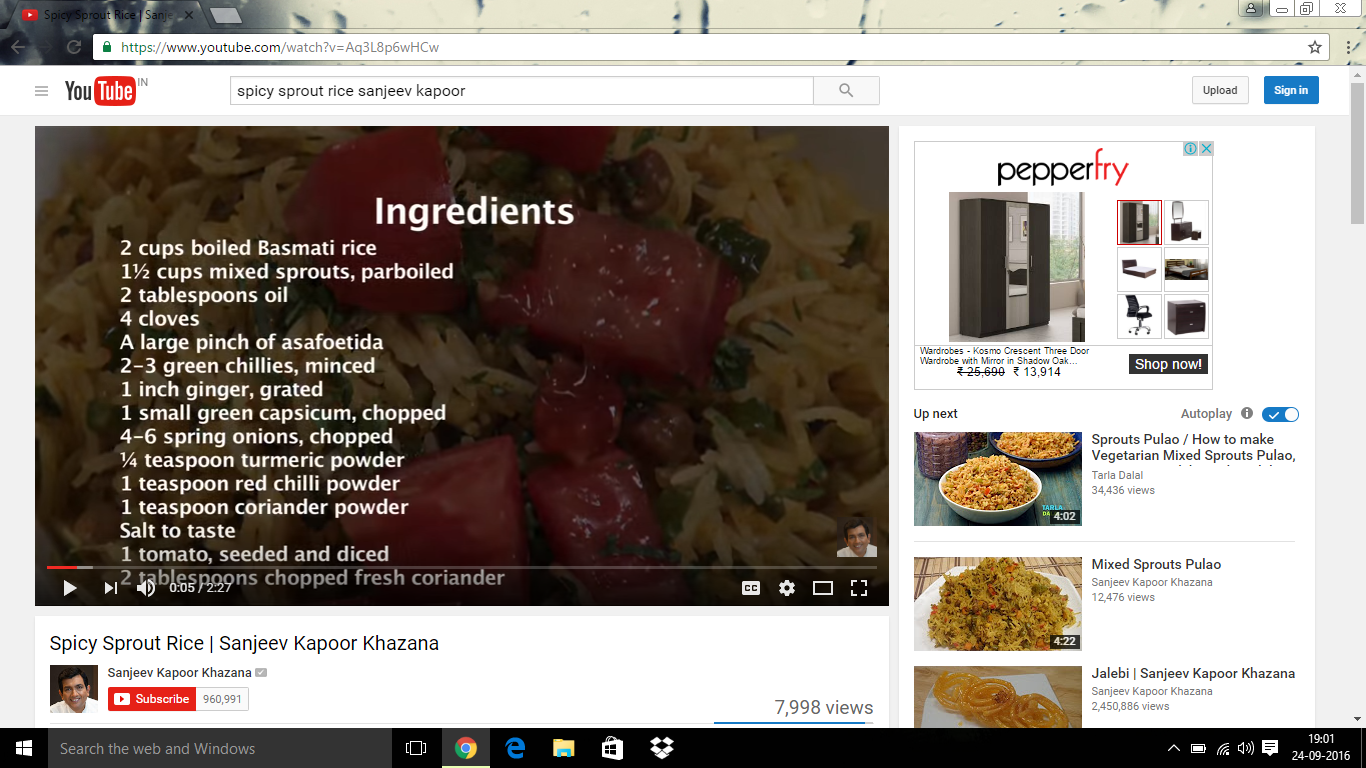 Spicy Sprout Rice | Sanje
https://www.youtube.com/watch?v=Aq3L8p6wHCw
YouTube IN
spicy sprout rice sanjeev kapoor
Upload
Sign in
Ingredients
2 cups boiled Basmati rice
1½ cups mixed sprouts, parboiled
2 tablespoons oil
4 cloves
A large pinch of asafoetida
2-3 green chillies, minced
1 inch ginger, grated
1 small green capsicum, chopped
4-6 spring onions, chopped
¼ teaspoon turmeric powder
1 teaspoon red chilli powder
1 teaspoon coriander powder
Salt to taste
1 tomato, seeded and diced
2 tablespoons chopped fresh coriander
0:05 / 2:27
CC
Spicy Sprout Rice | Sanjeev Kapoor Khazana
Sanjeev Kapoor Khazana
Subscribe 960,991
7,998 views
pepperfry
Wardrobes - Kosmo Crescent Three Door
Wardrobe with Mirror in Shadow Oak...
₹ 25,690 ₹ 13,914
Shop now!
Up next
Autoplay
Sprouts Pulao / How to make
Vegetarian Mixed Sprouts Pulao,
Tarla Dalal
34,436 views
TARLA
4:02
Mixed Sprouts Pulao
Sanjeev Kapoor Khazana
12,476 views
4:22
Jalebi | Sanjeev Kapoor Khazana
Sanjeev Kapoor Khazana
2,450,886 views
Search the web and Windows
19:01
24-09-2016